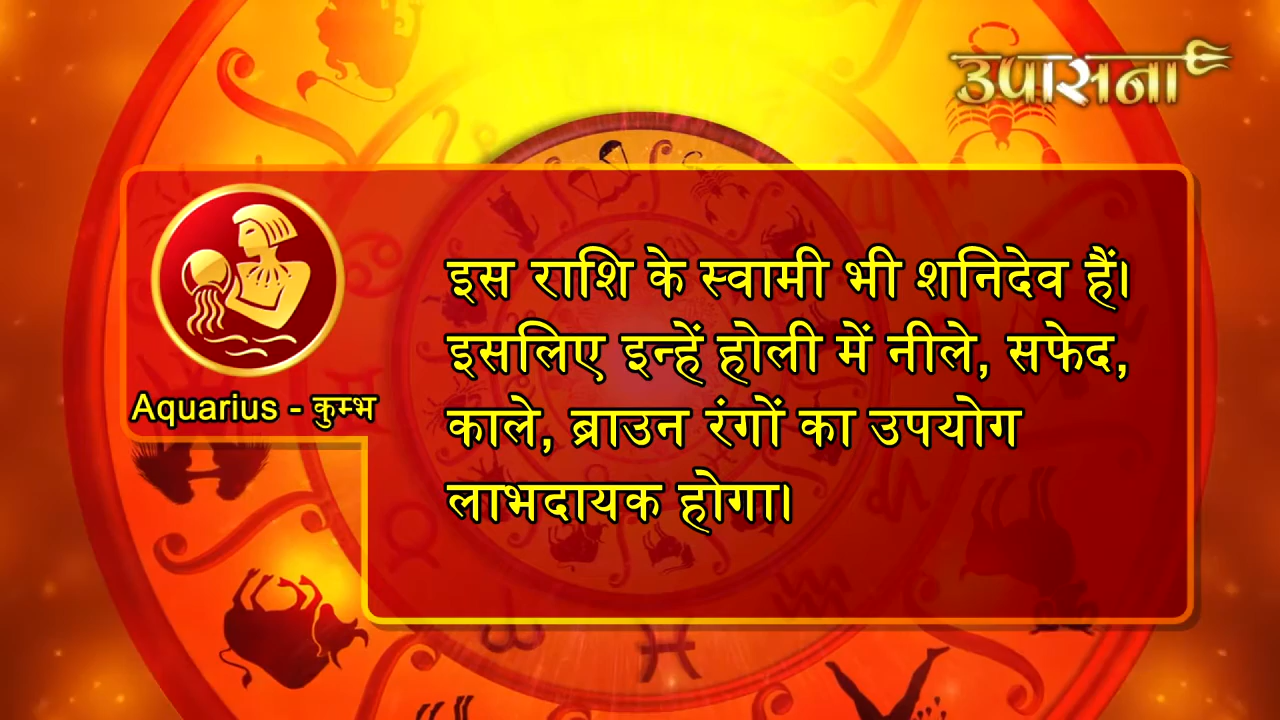 उपासना
इस राशि के स्वामी भी शनिदेव हैं।
इसलिए इन्हें होली में नीले, सफेद,
काले, ब्राउन रंगों का उपयोग
लाभदायक होगा।
Aquarius - कुम्भ